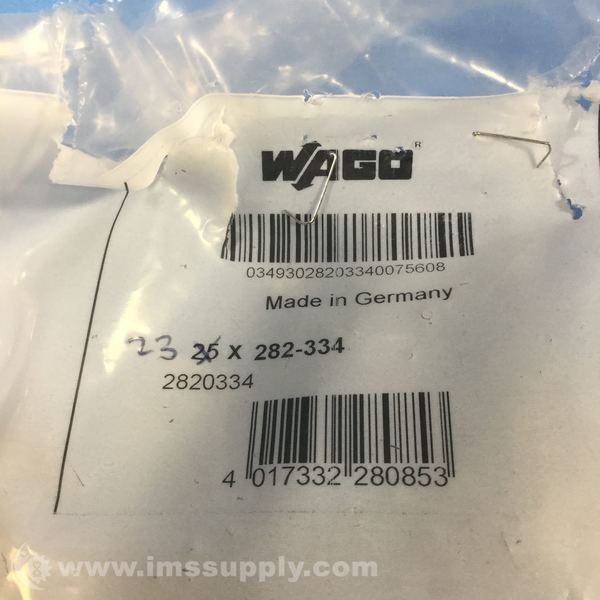 WAGO®
03493028203340075608
Made in Germany
23 25 X 282-334
2820334
4 017332 280853
www.imssupply.com